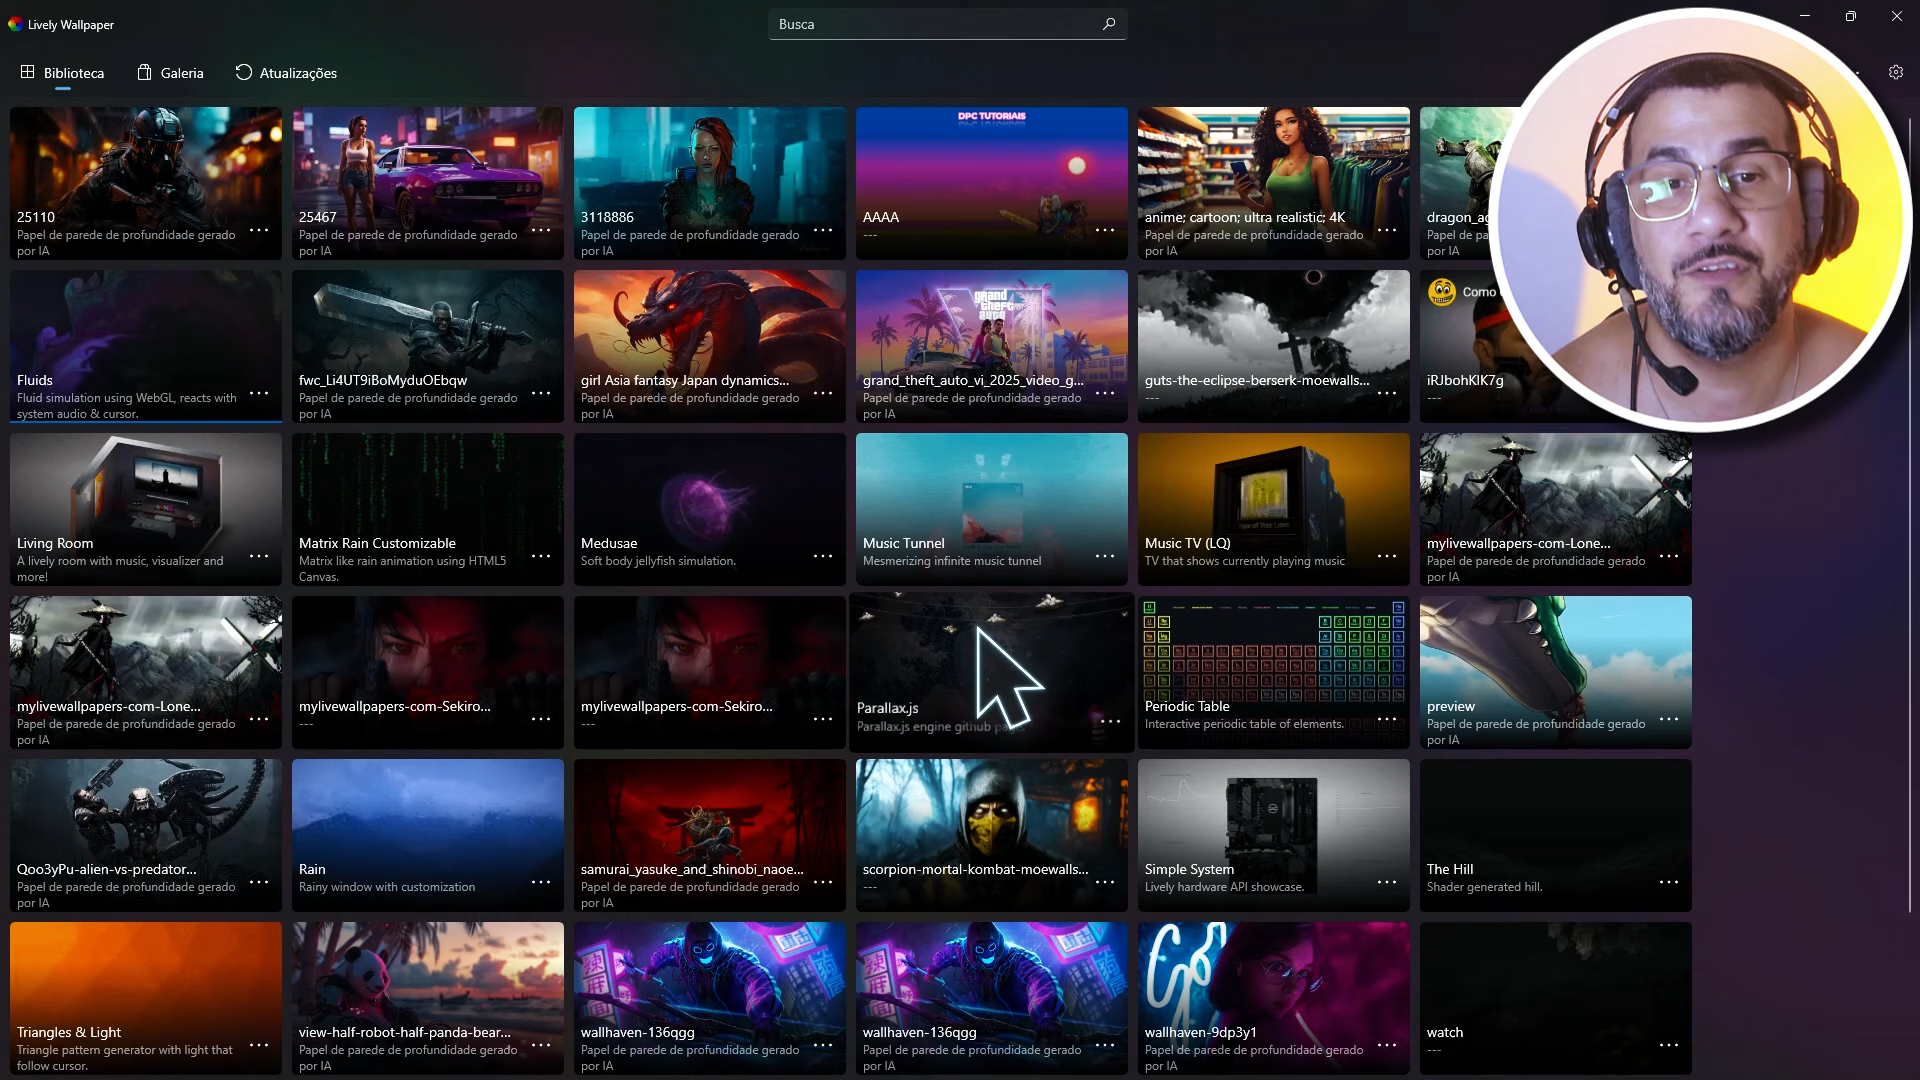 Lively Wallpaper
Busca
Biblioteca
Galeria
Atualizações
25110
Papel de parede de profundidade gerado
por IA
25467
Papel de parede de profundidade gerado
por IA
3118886
Papel de parede de profundidade gerado
por IA
DPC TUTORIAIS
AAAA
---
anime; cartoon; ultra realistic; 4K
Papel de parede de profundidade gerado
por IA
dragon_ag
Papel de p
por IA
Fluids
Fluid simulation using WebGL, reacts with
system audio & cursor.
fwc_Li4UT9iBoMyduOEbqw
Papel de parede de profundidade gerado
por IA
girl Asia fantasy Japan dynamics...
Papel de parede de profundidade gerado
por IA
grand
theft
auto
grand_theft_auto_vi_2025_video_g...
Papel de parede de profundidade gerado
por IA
guts-the-eclipse-berserk-moewalls...
---
Como
iRJbohKlK7g
---
Living Room
A lively room with music, visualizer and
more!
Matrix Rain Customizable
Matrix like rain animation using HTML5
Canvas.
Medusae
Soft body jellyfish simulation.
Music Tunnel
Mesmerizing infinite music tunnel
Music TV (LQ)
TV that shows currently playing music
mylivewallpapers-com-Lone...
Papel de parede de profundidade gerado
por IA
mylivewallpapers-com-Lone...
Papel de parede de profundidade gerado
por IA
mylivewallpapers-com-Sekiro...
---
mylivewallpapers-com-Sekiro...
---
Parallax.js
Parallax.js engine github
Periodic Table
Interactive periodic table of elements.
preview
Papel de parede de profundidade gerado
por IA
Qoo3yPu-alien-vs-predator...
Papel de parede de profundidade gerado
por IA
Rain
Rainy window with customization
samurai_yasuke_and_shinobi_naoe...
Papel de parede de profundidade gerado
por IA
scorpion-mortal-kombat-moewalls...
---
Simple System
Lively hardware API showcase.
The Hill
Shader generated hill.
Triangles & Light
Triangle pattern generator with light that
follow cursor.
view-half-robot-half-panda-bear...
Papel de parede de profundidade gerado
por IA
wallhaven-136qgg
Papel de parede de profundidade gerado
por IA
wallhaven-136qgg
Papel de parede de profundidade gerado
por IA
wallhaven-9dp3y1
Papel de parede de profundidade gerado
por IA
watch
---